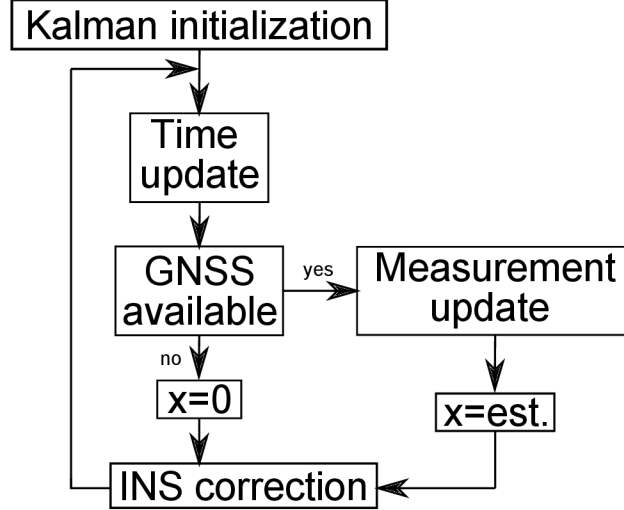 Kalman initialization
Time
update
GNSS
available
yes
Measurement
update
no
x=0
x=est.
INS correction